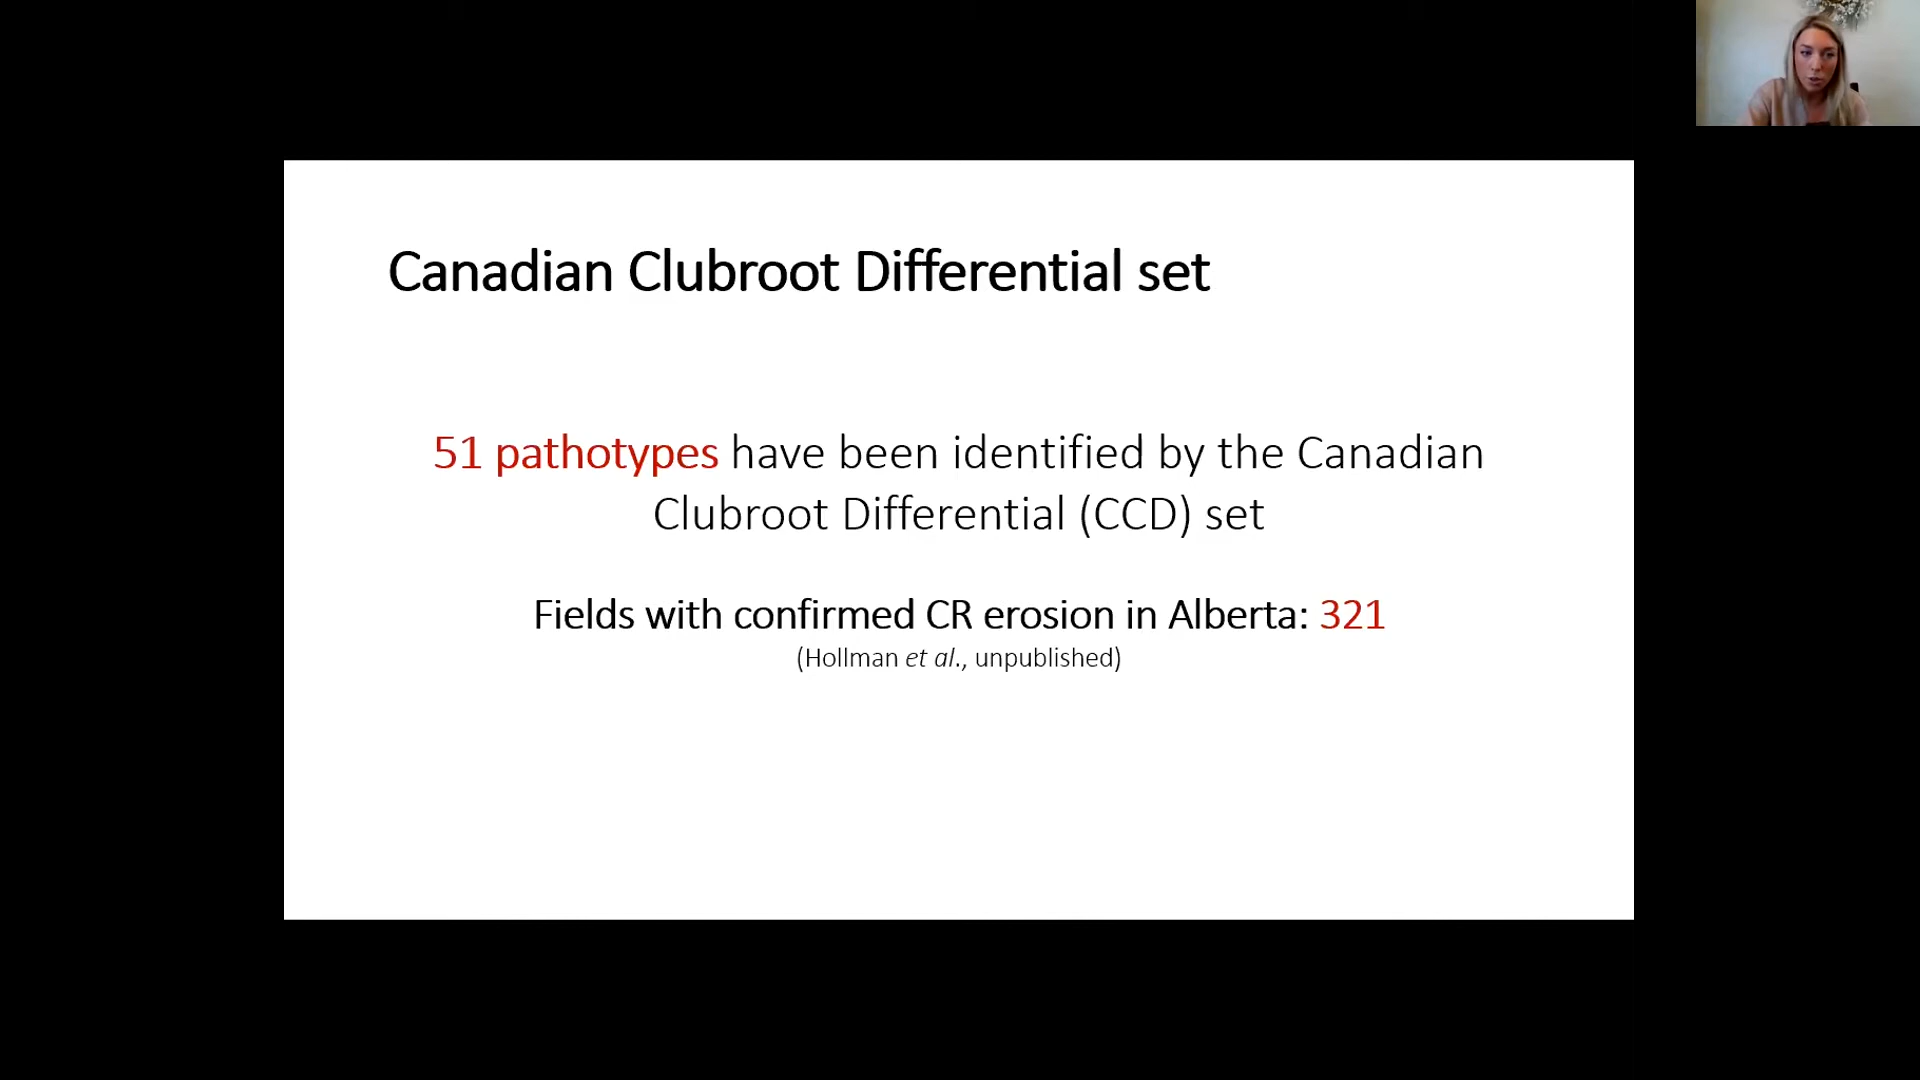 Canadian Clubroot Differential set
51 pathotypes have been identified by the Canadian
Clubroot Differential (CCD) set
Fields with confirmed CR erosion in Alberta: 321
(Hollman et al., unpublished)